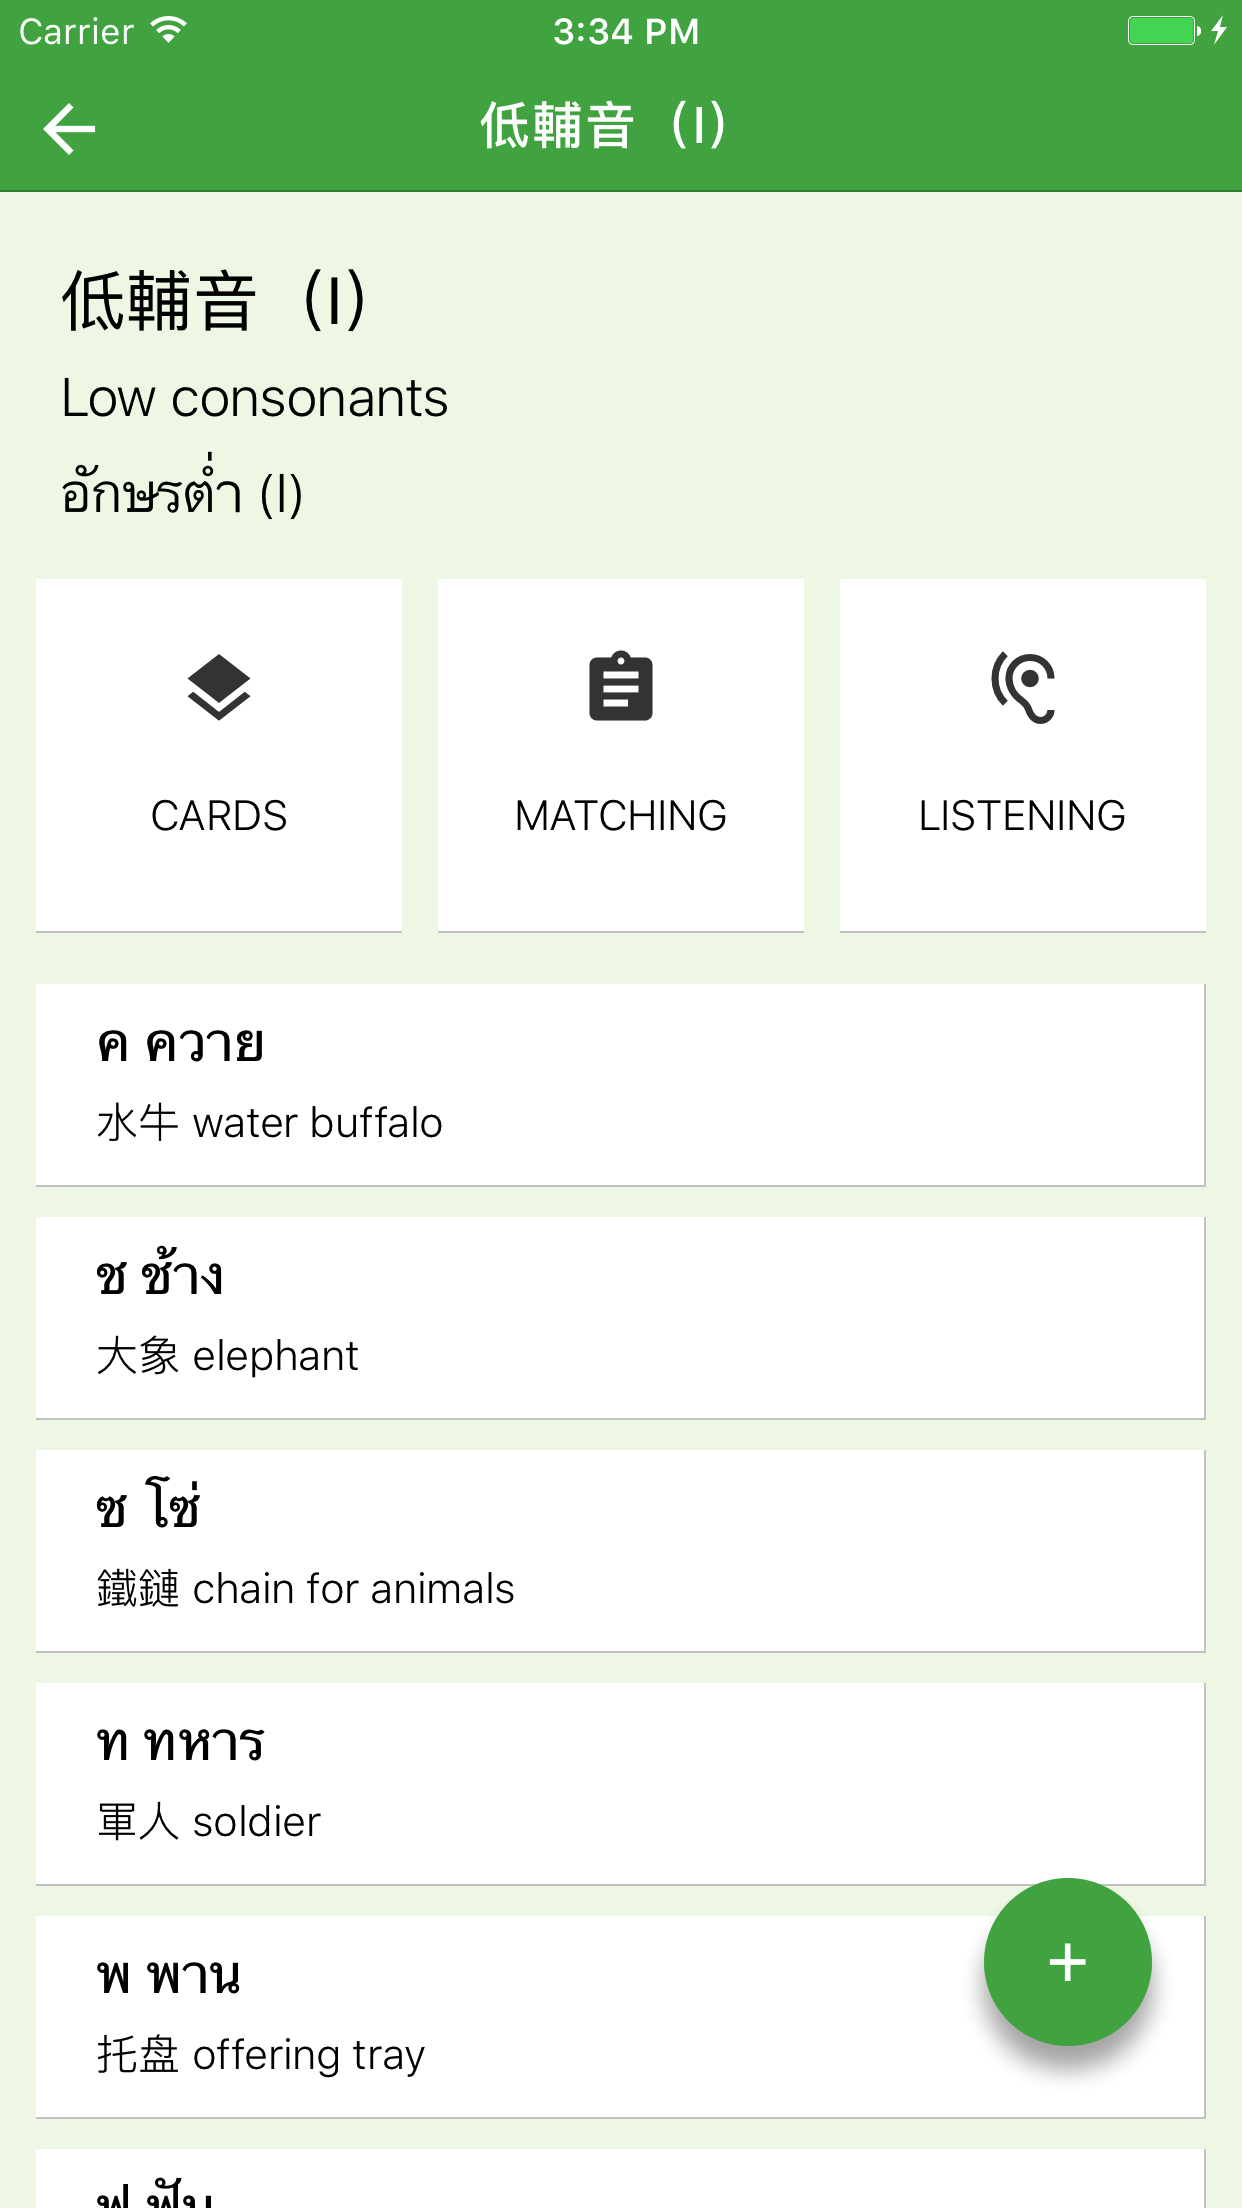 Carrier 3:34 PM
低輔音 (I)
低輔音 (I)
Low consonants
อักษรต่ำ (I)
CARDS MATCHING LISTENING
ค ควาย
水牛 water buffalo
ช ช้าง
大象 elephant
ซ โซ่
鐵鏈 chain for animals
ท ทหาร
軍人 soldier
พ พาน
托盘 offering tray
+